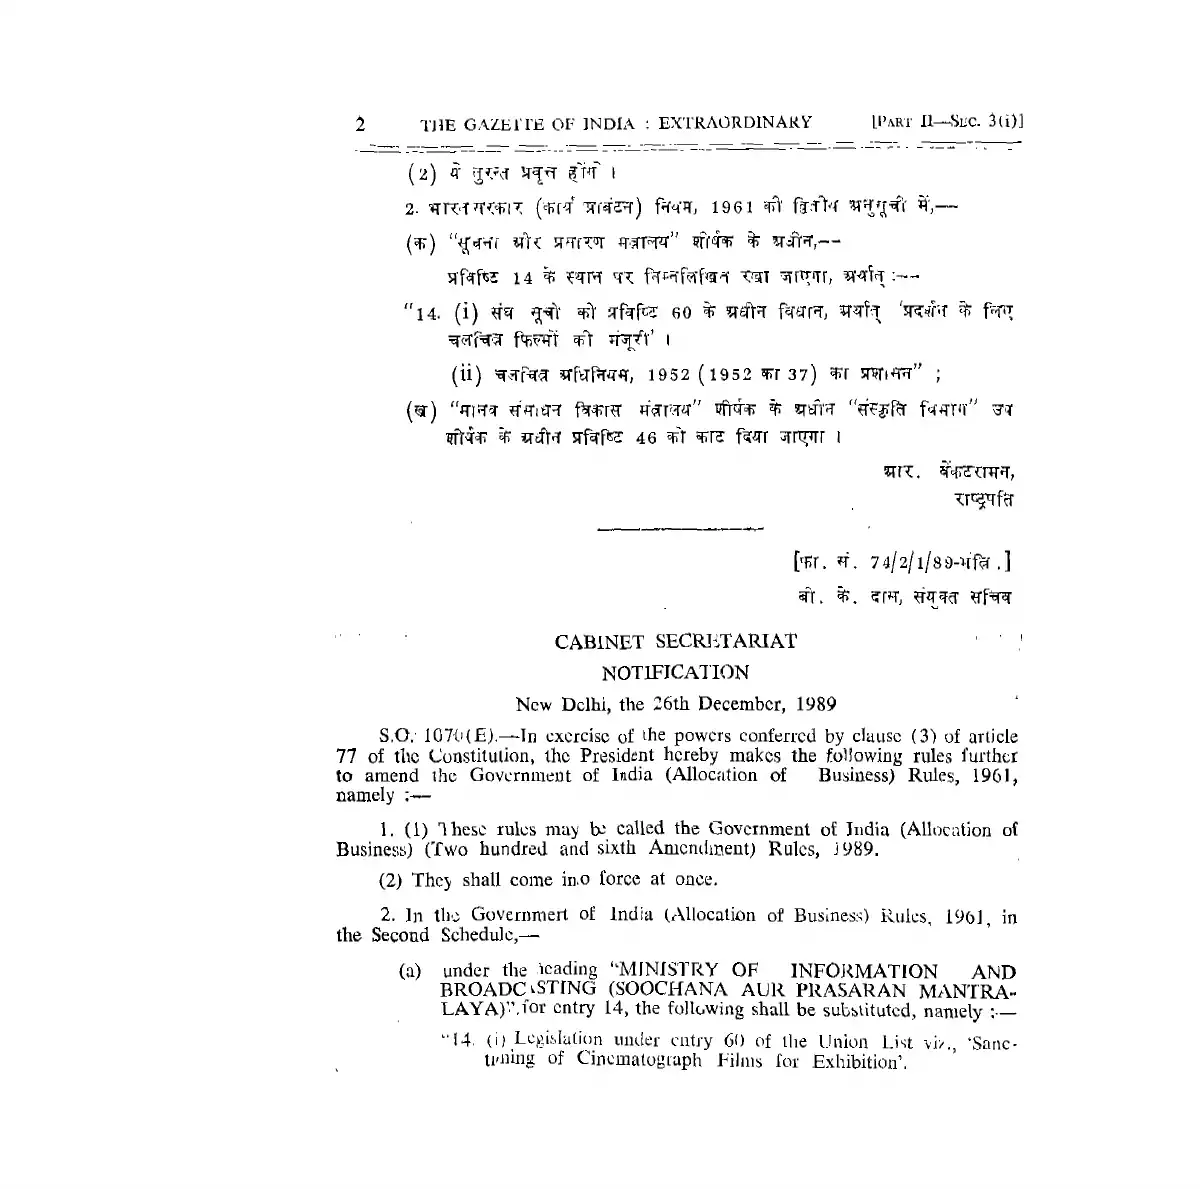 2 THE GAZETTE OF INDIA : EXTRAORDINARY [PART II—SEC. 3(i)]
(2) ये तुरन्त प्रवृत्त होंगे ।
2. भारत सरकार (कार्य आबंटन) नियम, 1961 की द्वितीय अनुसूची में,—
(क) “सूचना और प्रसारण मंत्रालय” शीर्षक के अधीन,--
प्रविष्टि 14 के स्थान पर निम्नलिखित रखा जाएगा, अर्थात् :--
“14. (i) संघ सूची की प्रविष्टि 60 के अधीन विधान, अर्थात् ‘प्रदर्शन के लिए
चलचित्र फिल्मों की मंजूरी’ ।
(ii) चलचित्र अधिनियम, 1952 (1952 का 37) का प्रशासन” ;
(ख) “मानव संसाधन विकास मंत्रालय” शीर्षक के अधीन “संस्कृति विभाग” उप
शीर्षक के अधीन प्रविष्टि 46 को काट दिया जाएगा ।
आर. वेंकटरामन,
राष्ट्रपति
[फा. सं. 74/2/1/89-मंत्रि.]
बी. के. दास, संयुक्त सचिव
CABINET SECRETARIAT
NOTIFICATION
New Delhi, the 26th December, 1989
S.O. 1070(E).—In exercise of the powers conferred by clause (3) of article
77 of the Constitution, the President hereby makes the following rules further
to amend the Government of India (Allocation of Business) Rules, 1961,
namely :—
1. (1) These rules may be called the Government of India (Allocation of
Business) (Two hundred and sixth Amendment) Rules, 1989.
(2) They shall come into force at once.
2. In the Government of India (Allocation of Business) Rules, 1961, in
the Second Schedule,—
(a) under the heading “MINISTRY OF INFORMATION AND
BROADCASTING (SOOCHANA AUR PRASARAN MANTRA-
LAYA)”, for entry 14, the following shall be substituted, namely :—
“14. (i) Legislation under entry 60 of the Union List viz., ‘Sanc-
tioning of Cinematograph Films for Exhibition’.